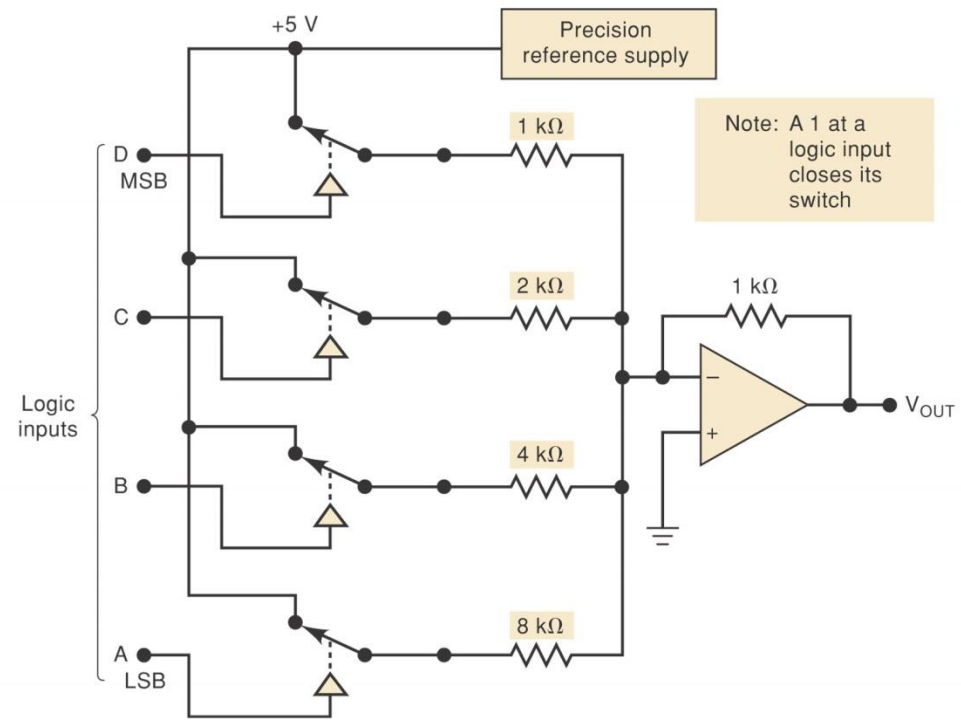 +5 V
Precision
reference supply
Note: A 1 at a
logic input
closes its
switch
D
MSB
1 kΩ
C
2 kΩ
1 kΩ
Logic
inputs
−
+
V_OUT
B
4 kΩ
A
LSB
8 kΩ